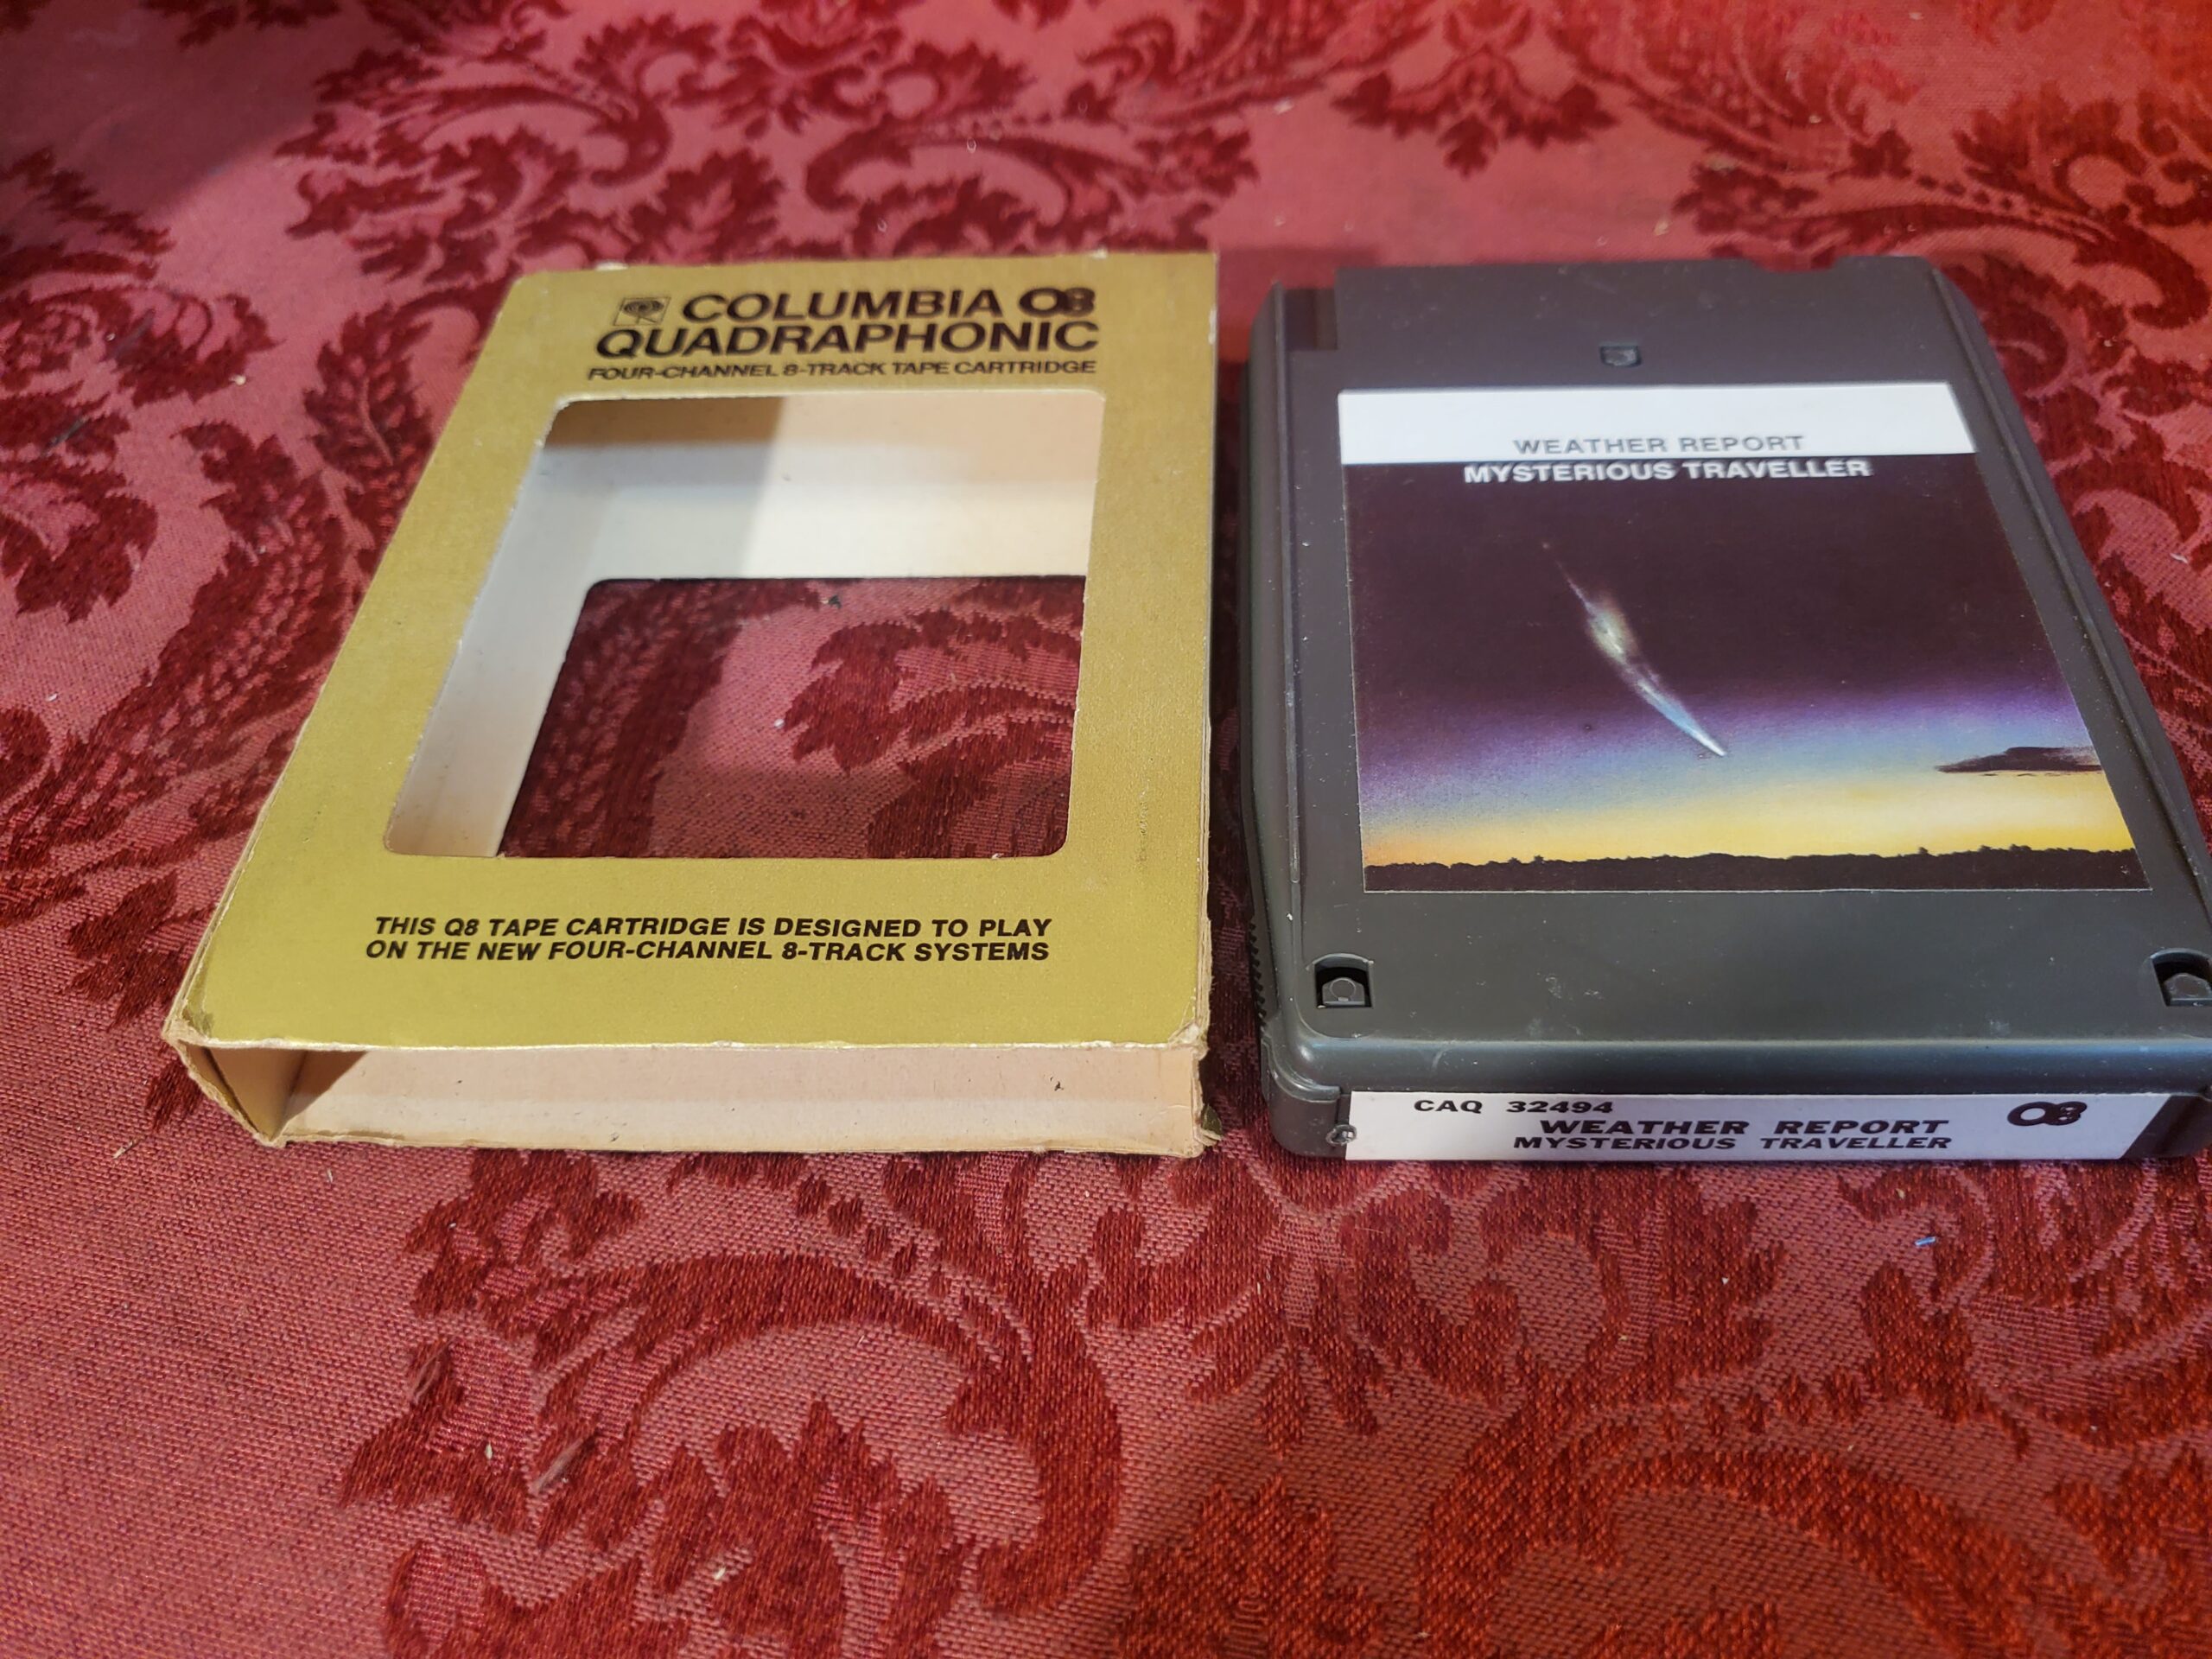 COLUMBIA Q8
QUADRAPHONIC
FOUR-CHANNEL 8-TRACK TAPE CARTRIDGE
THIS Q8 TAPE CARTRIDGE IS DESIGNED TO PLAY
ON THE NEW FOUR-CHANNEL 8-TRACK SYSTEMS
WEATHER REPORT
MYSTERIOUS TRAVELLER
CAQ 32494
WEATHER REPORT Q8
MYSTERIOUS TRAVELLER